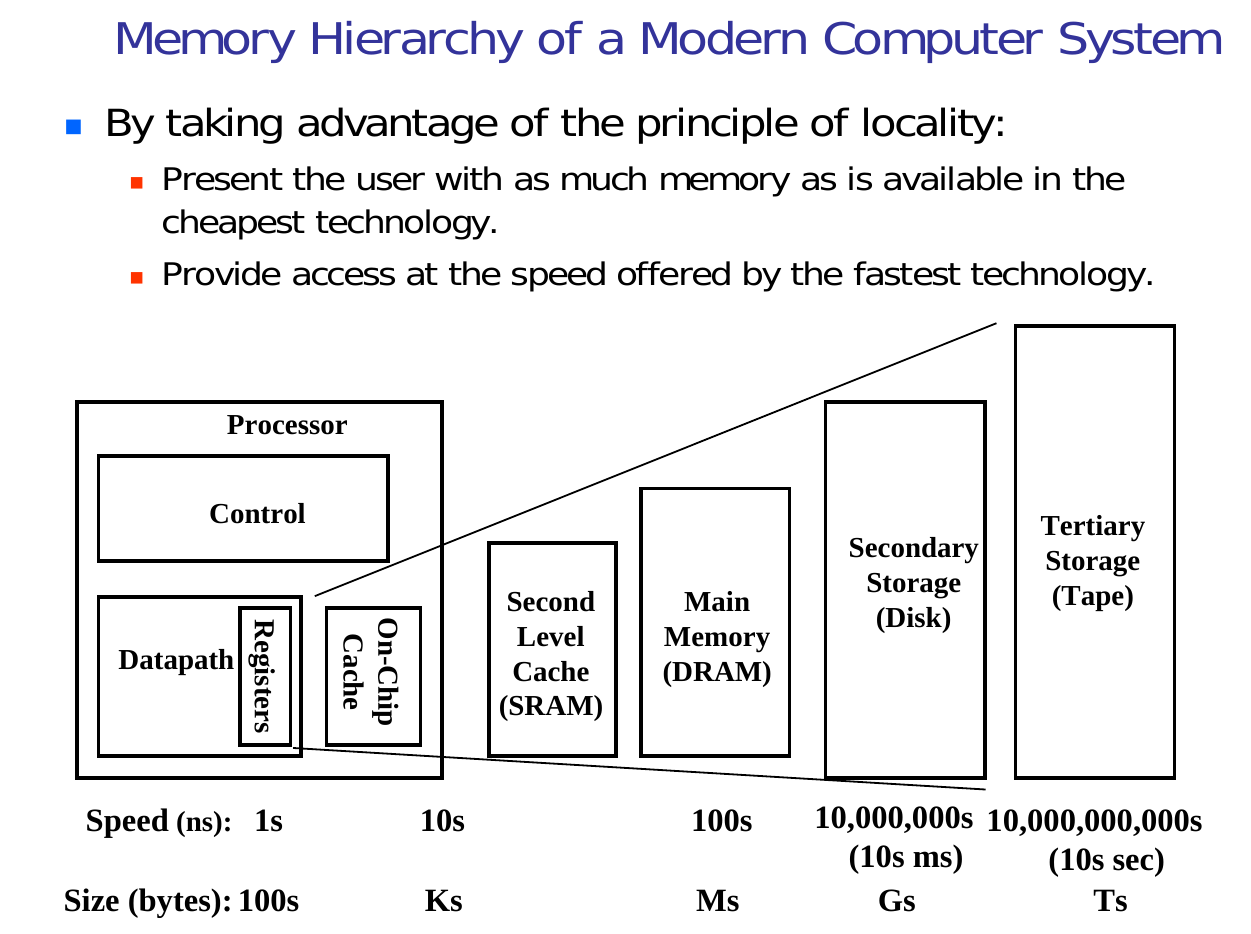 Memory Hierarchy of a Modern Computer System
By taking advantage of the principle of locality:
Present the user with as much memory as is available in the
cheapest technology.
Provide access at the speed offered by the fastest technology.
Processor
Control
Datapath
Registers
On-Chip
Cache
Second
Level
Cache
(SRAM)
Main
Memory
(DRAM)
Secondary
Storage
(Disk)
Tertiary
Storage
(Tape)
Speed (ns): 1s 10s 100s 10,000,000s 10,000,000,000s
(10s ms) (10s sec)
Size (bytes): 100s Ks Ms Gs Ts